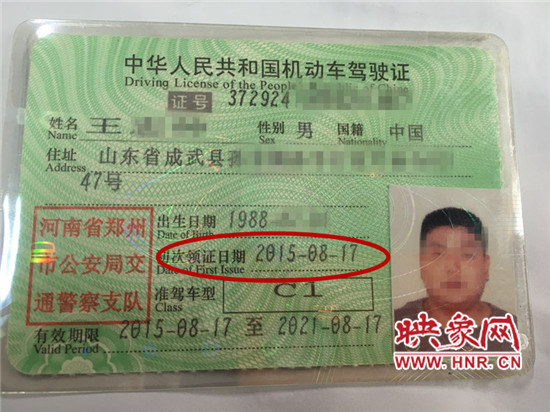 中华人民共和国机动车驾驶证
Driving License of the People's Republic of China
证号 372924
姓名 王
Name
性别 男 国籍 中国
Sex Nationality
住址 山东省成武县
Address
47号
河南省郑州
市公安局交
通警察支队
出生日期 1988
Date of Birth
初次领证日期 2015-08-17
Date of First Issue
准驾车型 C1
Class
有效期限 2015-08-17 至 2021-08-17
Valid Period
映象网
WWW.HNR.CN